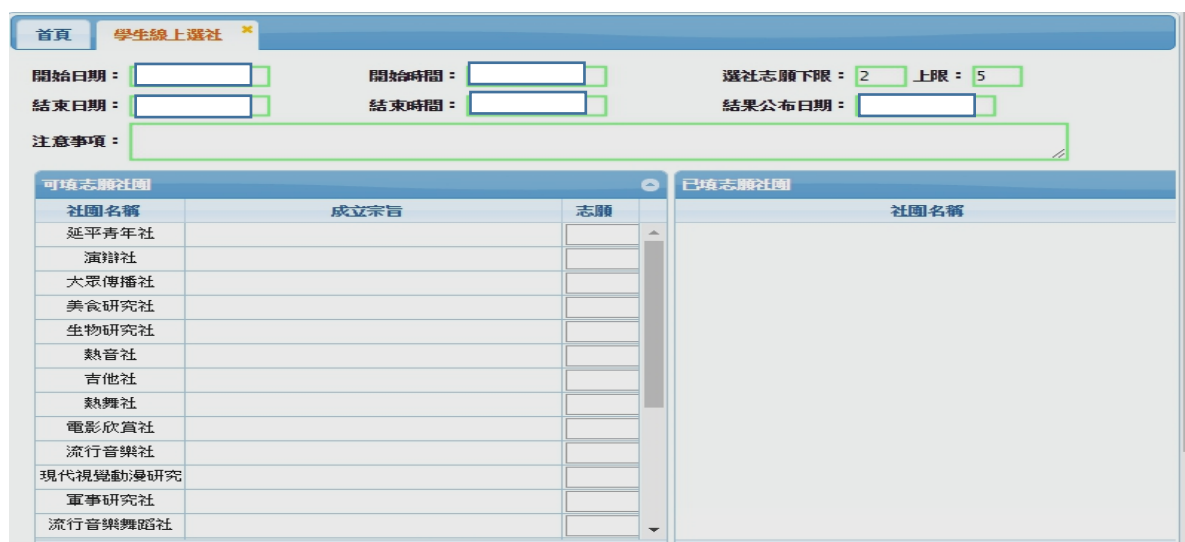 首頁 學生線上選社
開始日期： 開始時間： 選社志願下限： 2 上限： 5
結束日期： 結束時間： 結果公布日期：
注意事項：
可填志願社團 已填志願社團
社團名稱 成立宗旨 志願 社團名稱
延平青年社
演辯社
大眾傳播社
美食研究社
生物研究社
熱音社
吉他社
熱舞社
電影欣賞社
流行音樂社
現代視覺動漫研究
軍事研究社
流行音樂舞蹈社